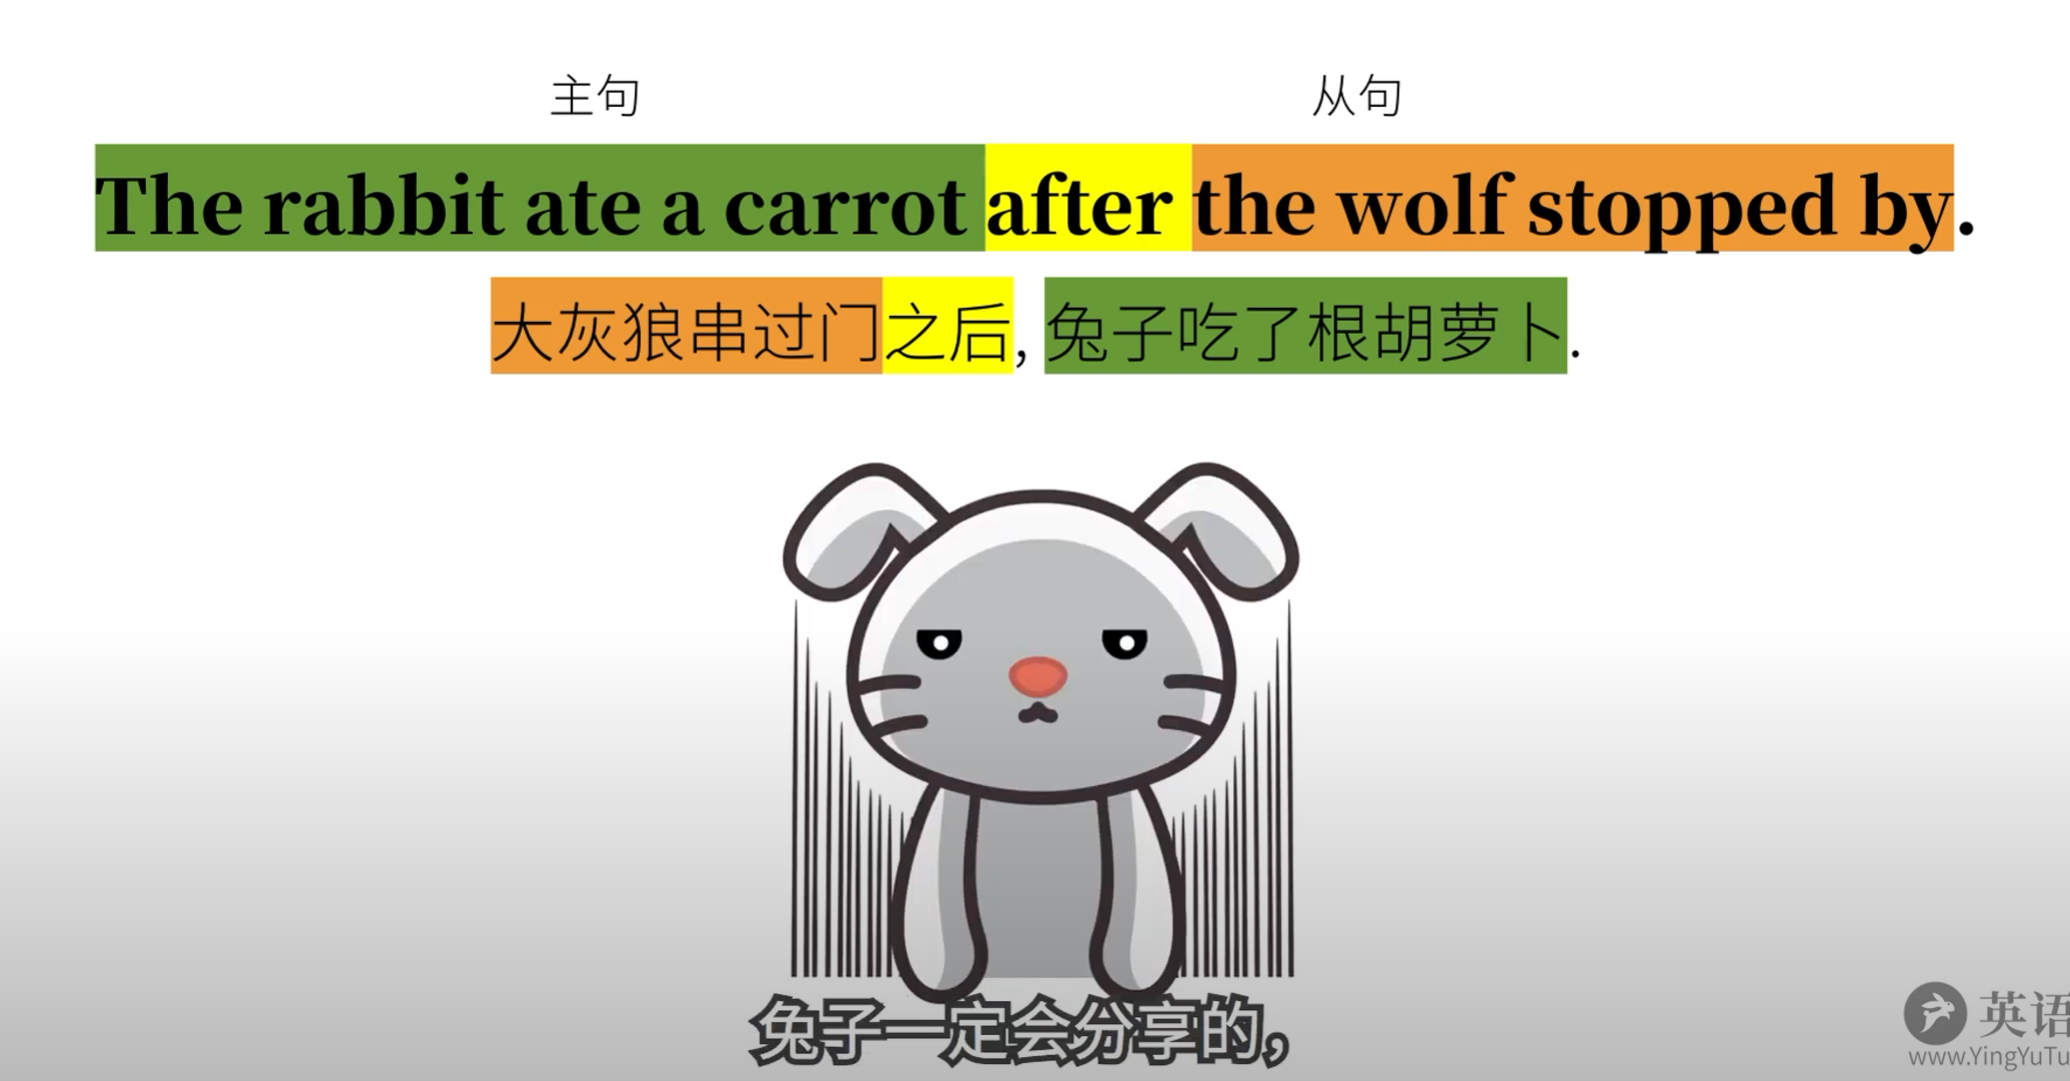 主句 从句
The rabbit ate a carrot after the wolf stopped by.
大灰狼串过门之后, 兔子吃了根胡萝卜.
兔子一定会分享的,
英语
www.YingYuTu